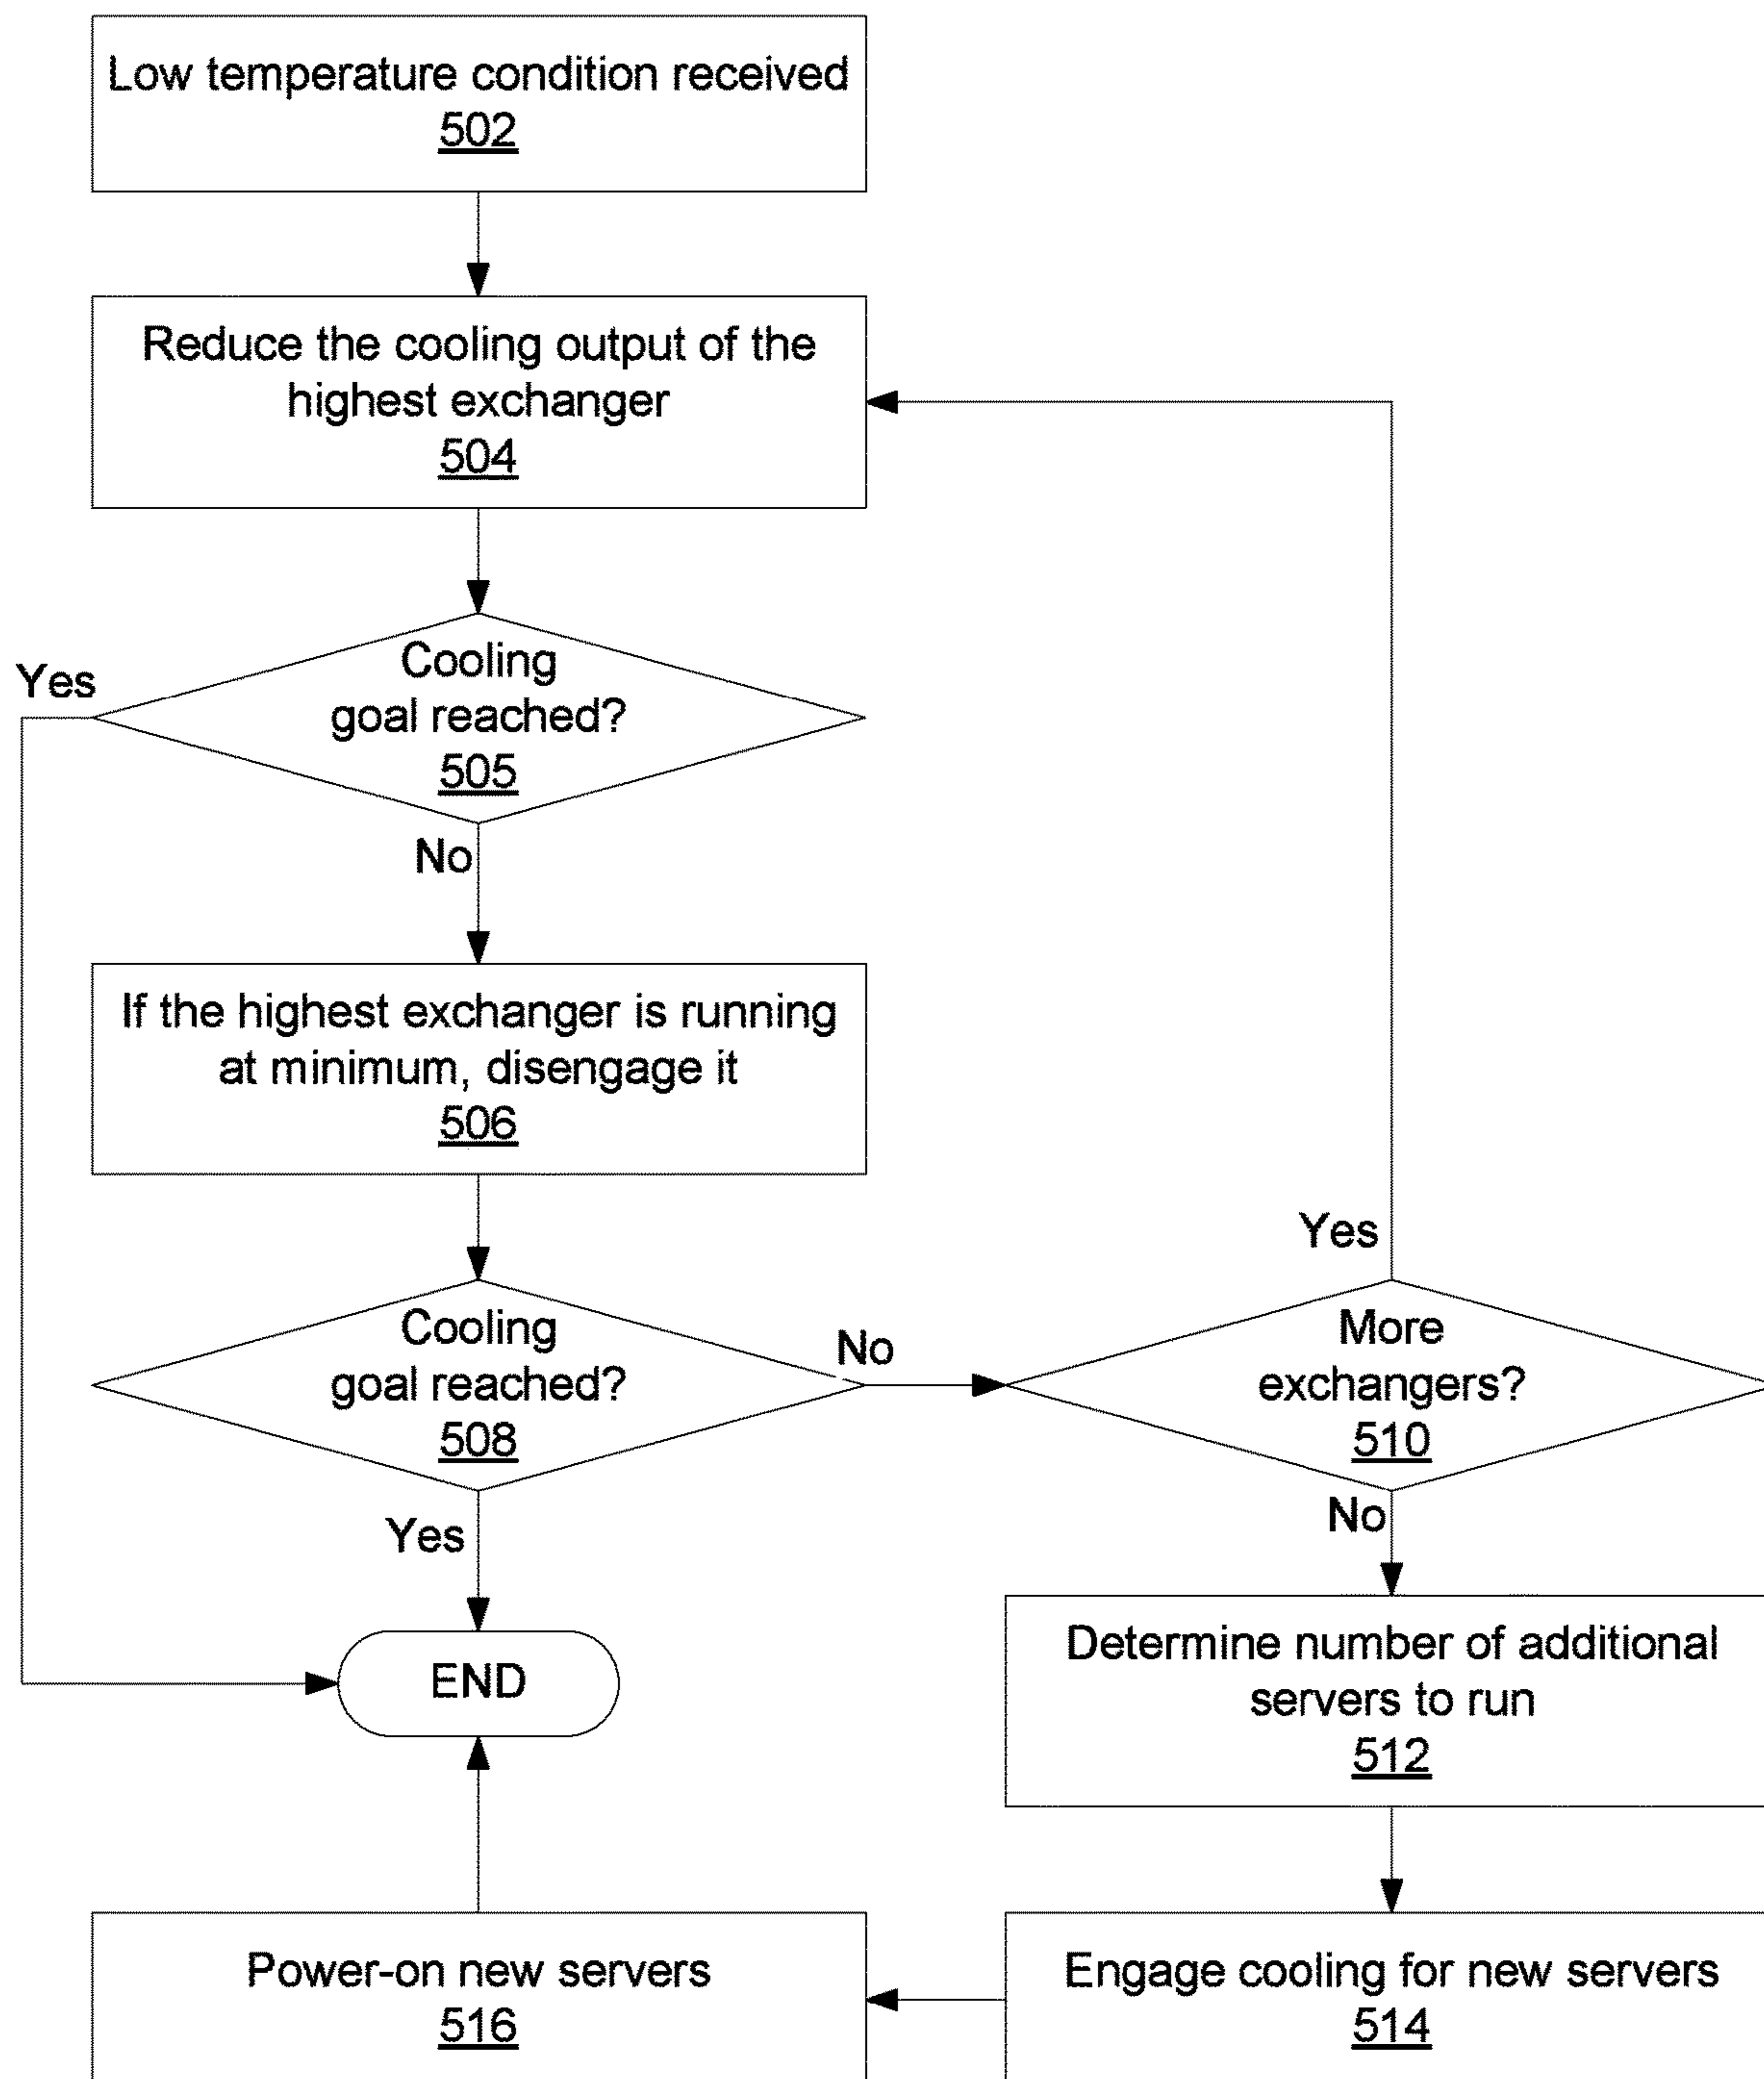 Low temperature condition received
502
Reduce the cooling output of the
highest exchanger
504
Cooling
goal reached?
505
Yes
No
If the highest exchanger is running
at minimum, disengage it
506
Cooling
goal reached?
508
No
Yes
More
exchangers?
510
Yes
No
END
Determine number of additional
servers to run
512
Engage cooling for new servers
514
Power-on new servers
516